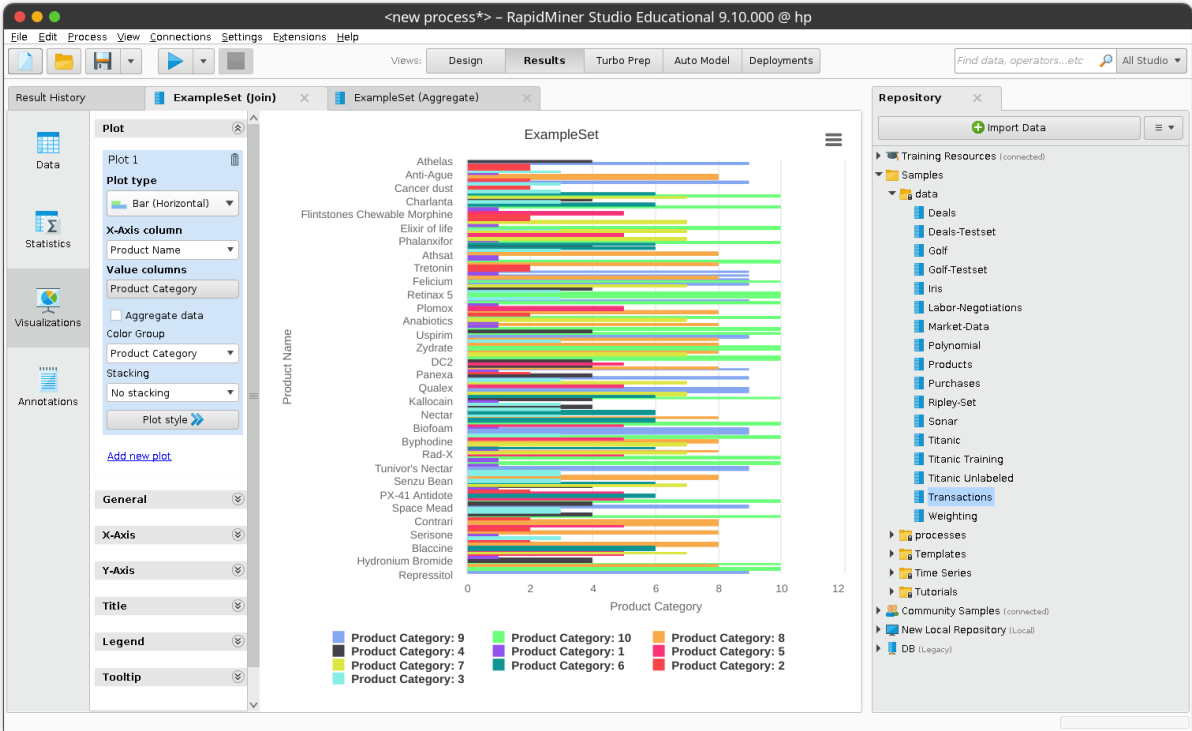 <new process*> – RapidMiner Studio Educational 9.10.000 @ hp
File Edit Process View Connections Settings Extensions Help
Views: Design Results Turbo Prep Auto Model Deployments Find data, operators...etc All Studio
Result History ExampleSet (Join) ExampleSet (Aggregate)
Data
Statistics
Visualizations
Annotations
Plot
Plot 1
Plot type
Bar (Horizontal)
X-Axis column
Product Name
Value columns
Product Category
Aggregate data
Color Group
Product Category
Stacking
No stacking
Plot style
Add new plot
General
X-Axis
Y-Axis
Title
Legend
Tooltip
ExampleSet
Product Name
Athelas
Anti-Ague
Cancer dust
Charlanta
Flintstones Chewable Morphine
Elixir of life
Phalanxifor
Athsat
Tretonin
Felicium
Retinax 5
Plomox
Anabiotics
Uspirim
Zydrate
DC2
Panexa
Qualex
Kallocain
Nectar
Biofoam
Byphodine
Rad-X
Tunivor's Nectar
Senzu Bean
PX-41 Antidote
Space Mead
Contrari
Serisone
Blaccine
Hydronium Bromide
Repressitol
0 2 4 6 8 10 12
Product Category
Product Category: 9 Product Category: 10 Product Category: 8
Product Category: 4 Product Category: 1 Product Category: 5
Product Category: 7 Product Category: 6 Product Category: 2
Product Category: 3
Repository
Import Data
Training Resources (connected)
Samples
data
Deals
Deals-Testset
Golf
Golf-Testset
Iris
Labor-Negotiations
Market-Data
Polynomial
Products
Purchases
Ripley-Set
Sonar
Titanic
Titanic Training
Titanic Unlabeled
Transactions
Weighting
processes
Templates
Time Series
Tutorials
Community Samples (connected)
New Local Repository (Local)
DB (Legacy)